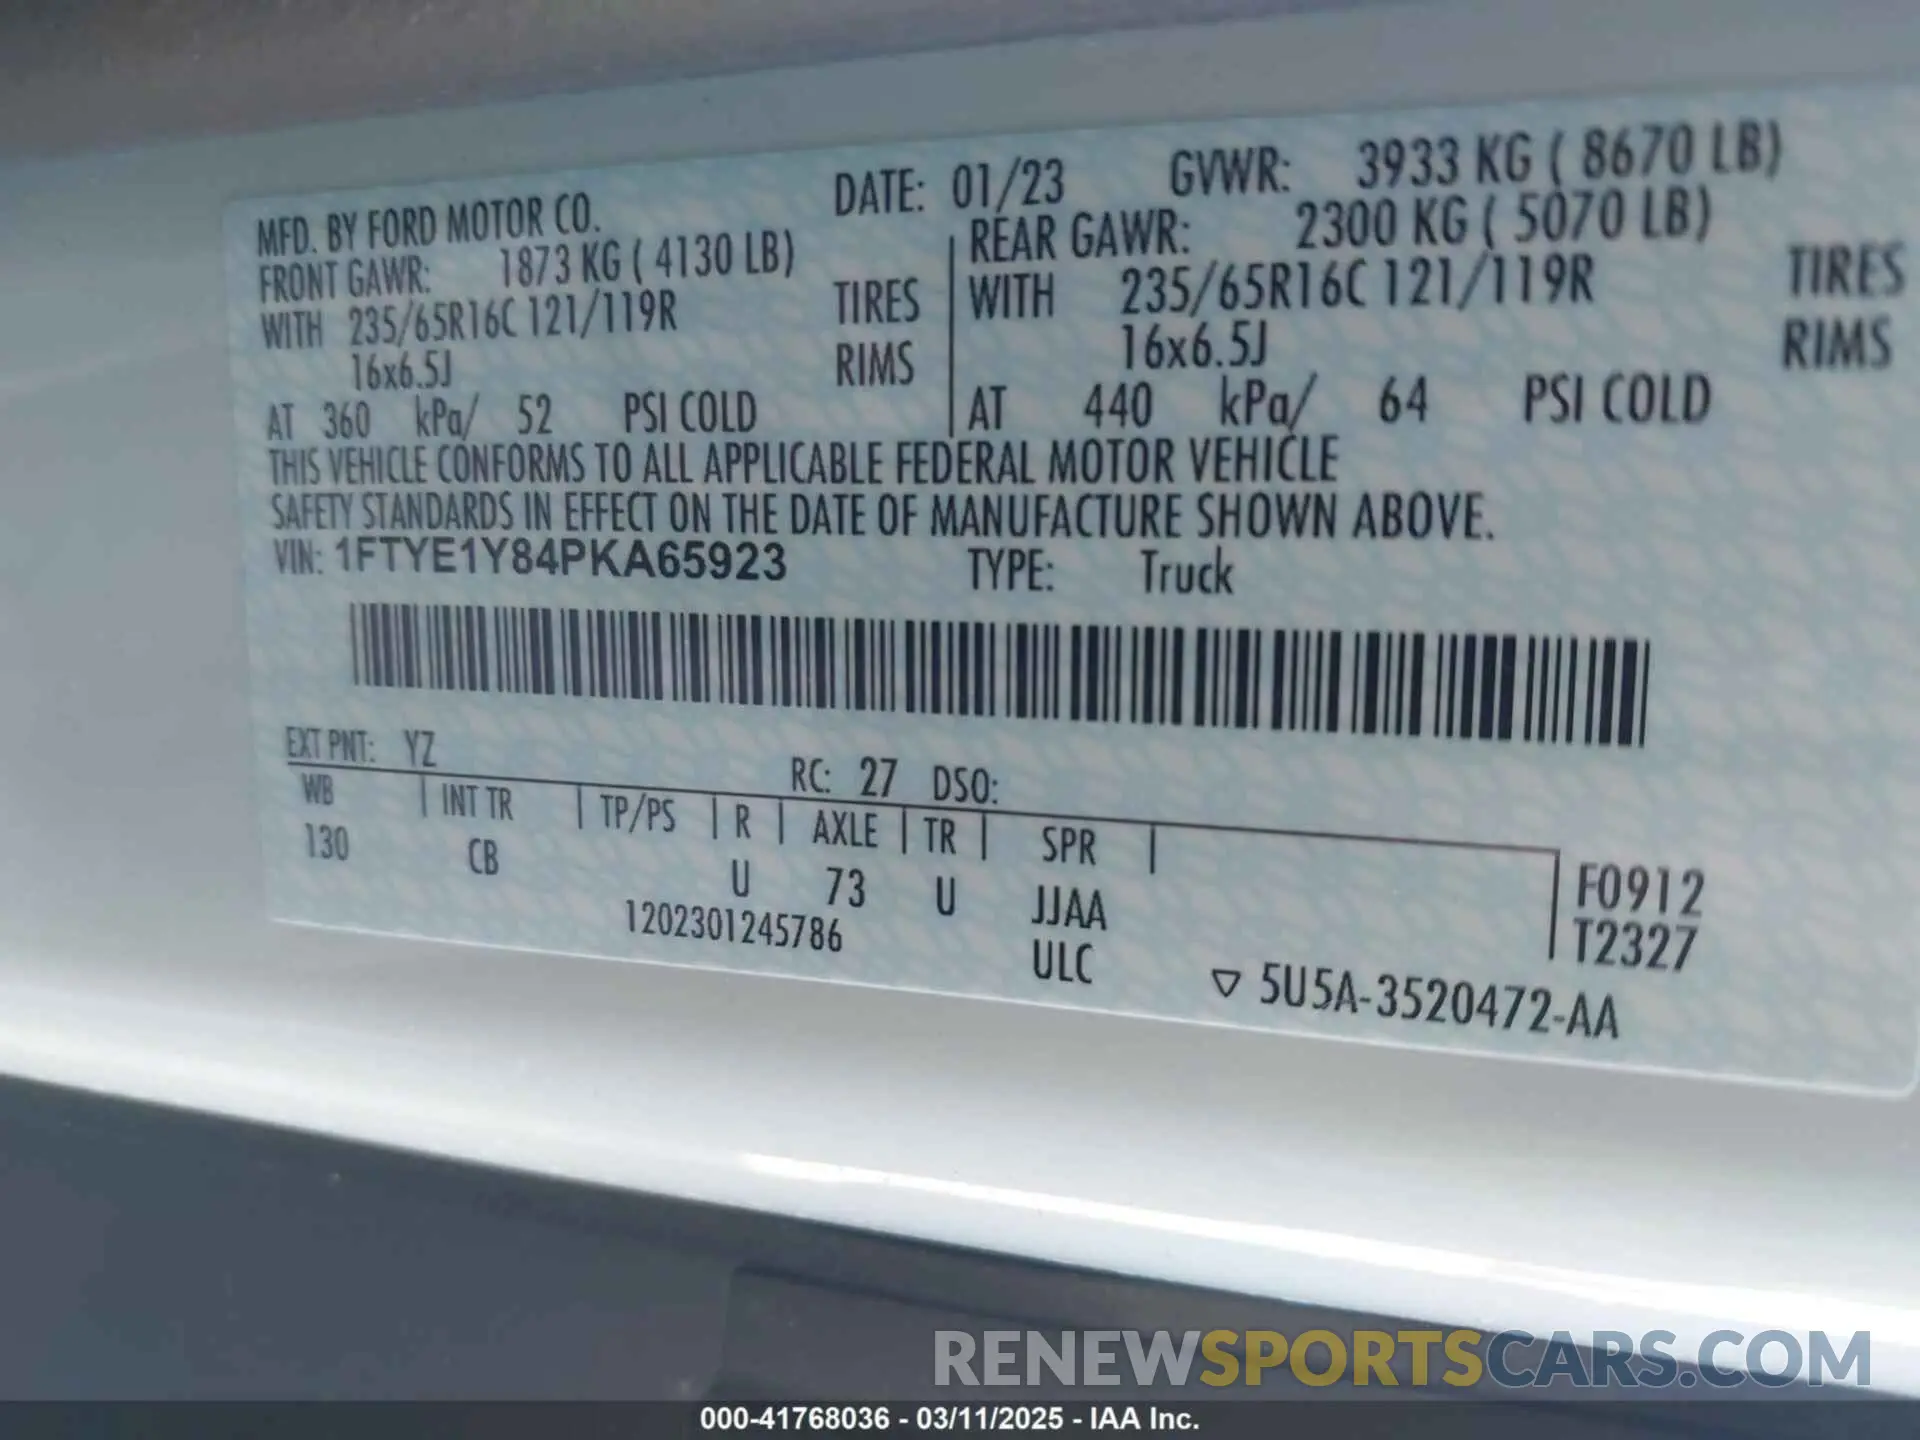 MFD. BY FORD MOTOR CO. DATE: 01/23 GVWR: 3933 KG ( 8670 LB)
FRONT GAWR: 1873 KG ( 4130 LB) REAR GAWR: 2300 KG ( 5070 LB)
WITH 235/65R16C 121/119R TIRES WITH 235/65R16C 121/119R TIRES
16x6.5J RIMS 16x6.5J RIMS
AT 360 kPa/ 52 PSI COLD AT 440 kPa/ 64 PSI COLD
THIS VEHICLE CONFORMS TO ALL APPLICABLE FEDERAL MOTOR VEHICLE
SAFETY STANDARDS IN EFFECT ON THE DATE OF MANUFACTURE SHOWN ABOVE.
VIN: 1FTYE1Y84PKA65923 TYPE: Truck
EXT PNT: YZ RC: 27 DSO:
WB INT TR TP/PS R AXLE TR SPR
130 CB U 73 U JJAA F0912
1202301245786 ULC T2327
▽ 5U5A-3520472-AA
RENEWSPORTSCARS.COM
000-41768036 - 03/11/2025 - IAA Inc.